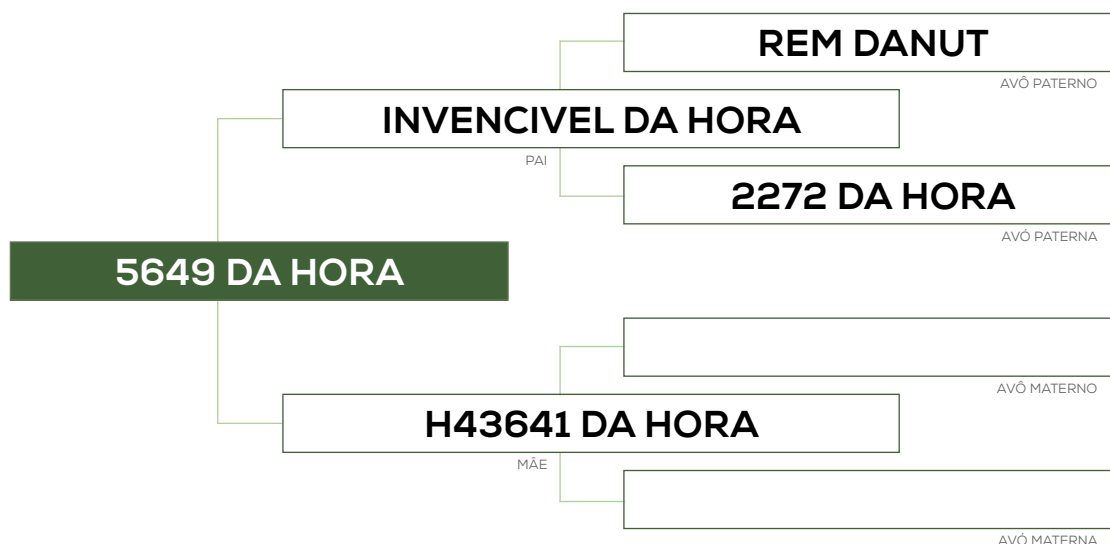 REM DANUT
AVÔ PATERNO
INVENCIVEL DA HORA
PAI
2272 DA HORA
AVÓ PATERNA
5649 DA HORA
AVÔ MATERNO
H43641 DA HORA
MÃE
AVÓ MATERNA